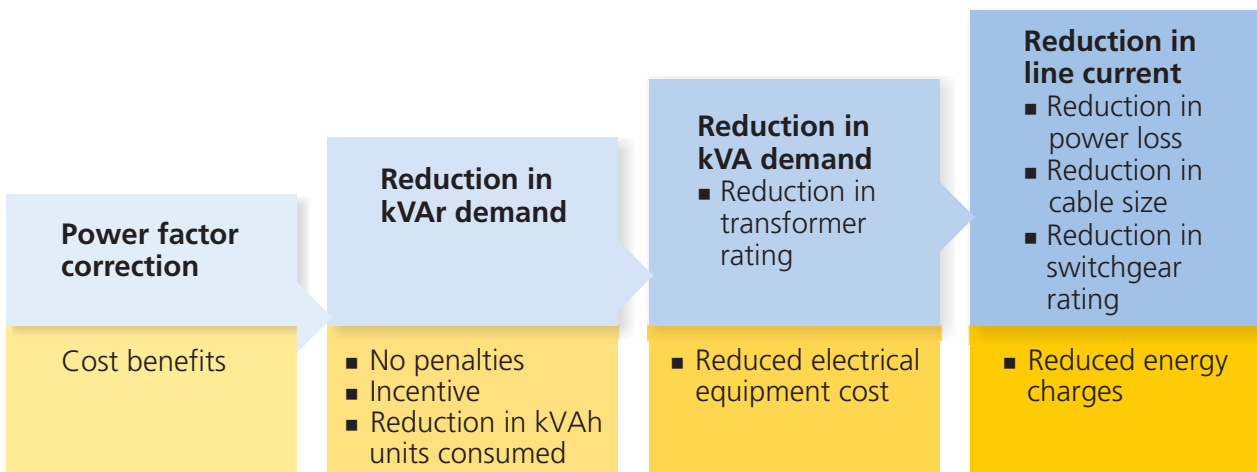 Power factor
correction
Cost benefits
Reduction in
kVAr demand
■ No penalties
■ Incentive
■ Reduction in kVAh
units consumed
Reduction in
kVA demand
■ Reduction in
transformer
rating
■ Reduced electrical
equipment cost
Reduction in
line current
■ Reduction in
power loss
■ Reduction in
cable size
■ Reduction in
switchgear
rating
■ Reduced energy
charges